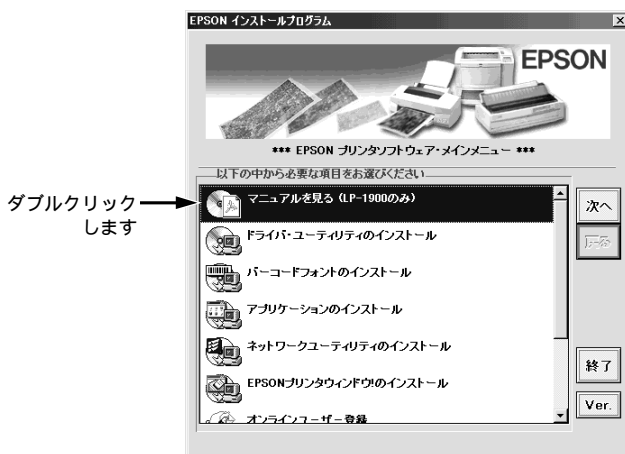 EPSON インストールプログラム
EPSON
*** EPSON プリンタソフトウェア・メインメニュー ***
以下の中から必要な項目をお選びください
ダブルクリック
します
マニュアルを見る (LP-1900のみ)
ドライバ・ユーティリティのインストール
バーコードフォントのインストール
アプリケーションのインストール
ネットワークユーティリティのインストール
EPSONプリンタウィンドウ!のインストール
オンラインユーザー登録
次へ
戻る
終了
Ver.